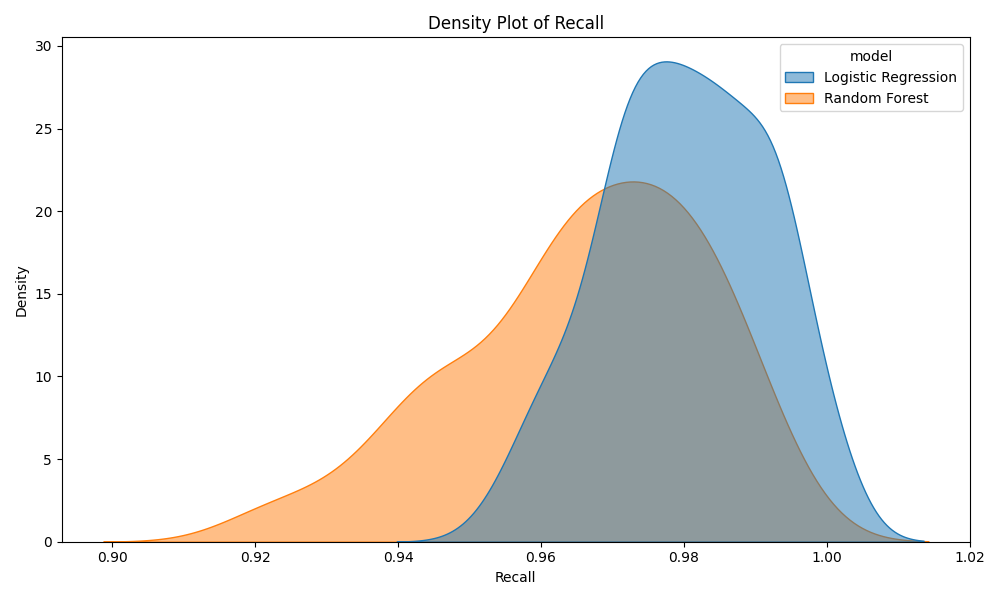 Density Plot of Recall
model
Logistic Regression
Random Forest
Density
30
25
20
15
10
5
0
0.90 0.92 0.94 0.96 0.98 1.00 1.02
Recall